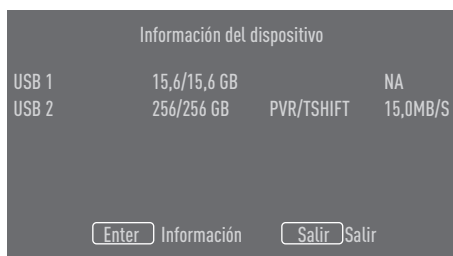 Información del dispositivo
USB 1 15,6/15,6 GB NA
USB 2 256/256 GB PVR/TSHIFT 15,0MB/S
Enter Información Salir Salir